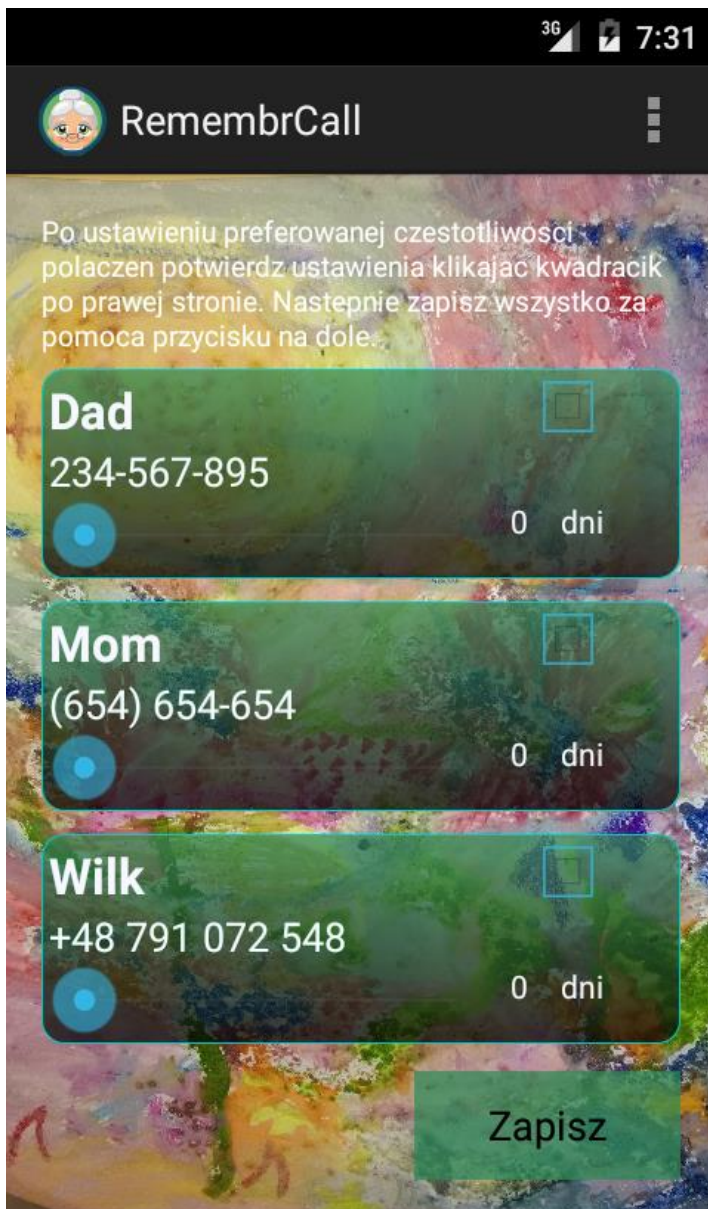 3G 7:31
RemembrCall
Po ustawieniu preferowanej czestotliwosci
polaczen potwierdz ustawienia klikajac kwadracik
po prawej stronie. Nastepnie zapisz wszystko za
pomoca przycisku na dole.
Dad
234-567-895
0 dni
Mom
(654) 654-654
0 dni
Wilk
+48 791 072 548
0 dni
Zapisz